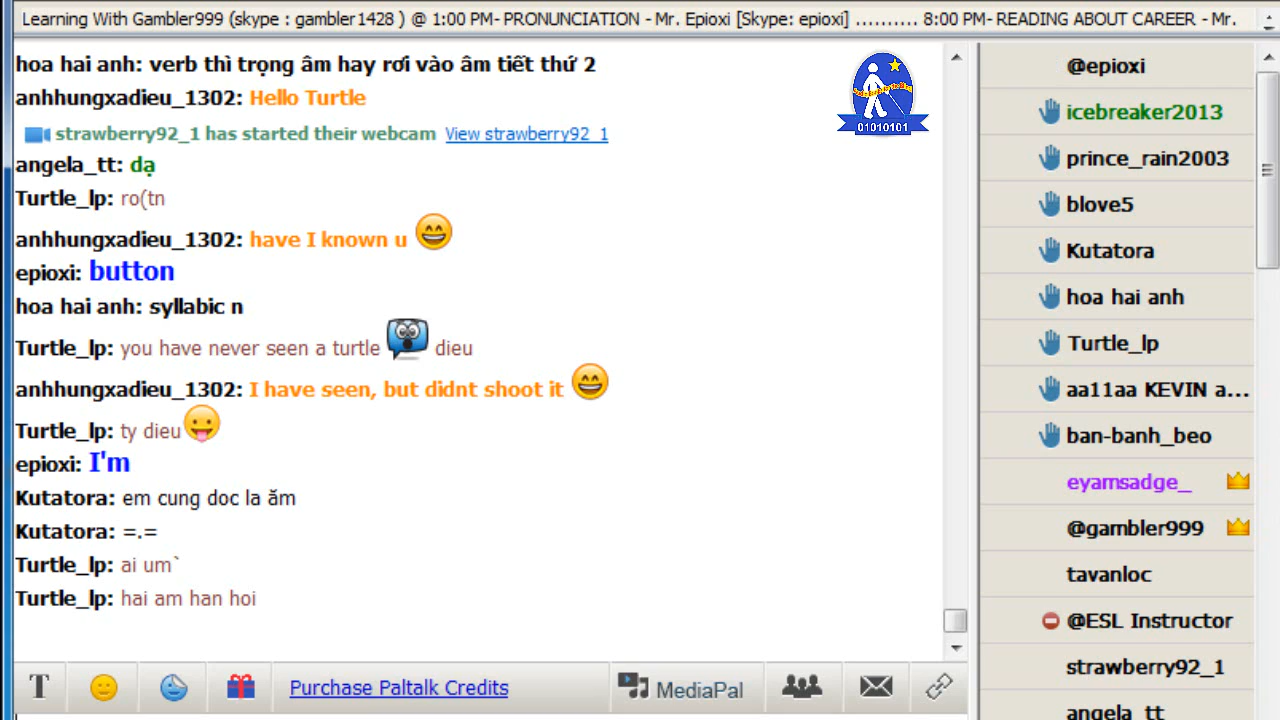 Learning With Gambler999 (skype : gambler1428 ) @ 1:00 PM- PRONUNCIATION - Mr. Epioxi [Skype: epioxi] .......... 8:00 PM- READING ABOUT CAREER - Mr.
hoa hai anh: verb thì trọng âm hay rơi vào âm tiết thứ 2
anhhungxadieu_1302: Hello Turtle
strawberry92_1 has started their webcam View strawberry92_1
angela_tt: dạ
Turtle_lp: ro(tn
anhhungxadieu_1302: have I known u
epioxi: button
hoa hai anh: syllabic n
Turtle_lp: you have never seen a turtle dieu
anhhungxadieu_1302: I have seen, but didnt shoot it
Turtle_lp: ty dieu
epioxi: I'm
Kutatora: em cung doc la ăm
Kutatora: =.=
Turtle_lp: ai um`
Turtle_lp: hai am han hoi
01010101
@epioxi
icebreaker2013
prince_rain2003
blove5
Kutatora
hoa hai anh
Turtle_lp
aa11aa KEVIN a...
ban-banh_beo
eyamsadge_
@gambler999
tavanloc
@ESL Instructor
strawberry92_1
angela_tt
T
Purchase Paltalk Credits
MediaPal